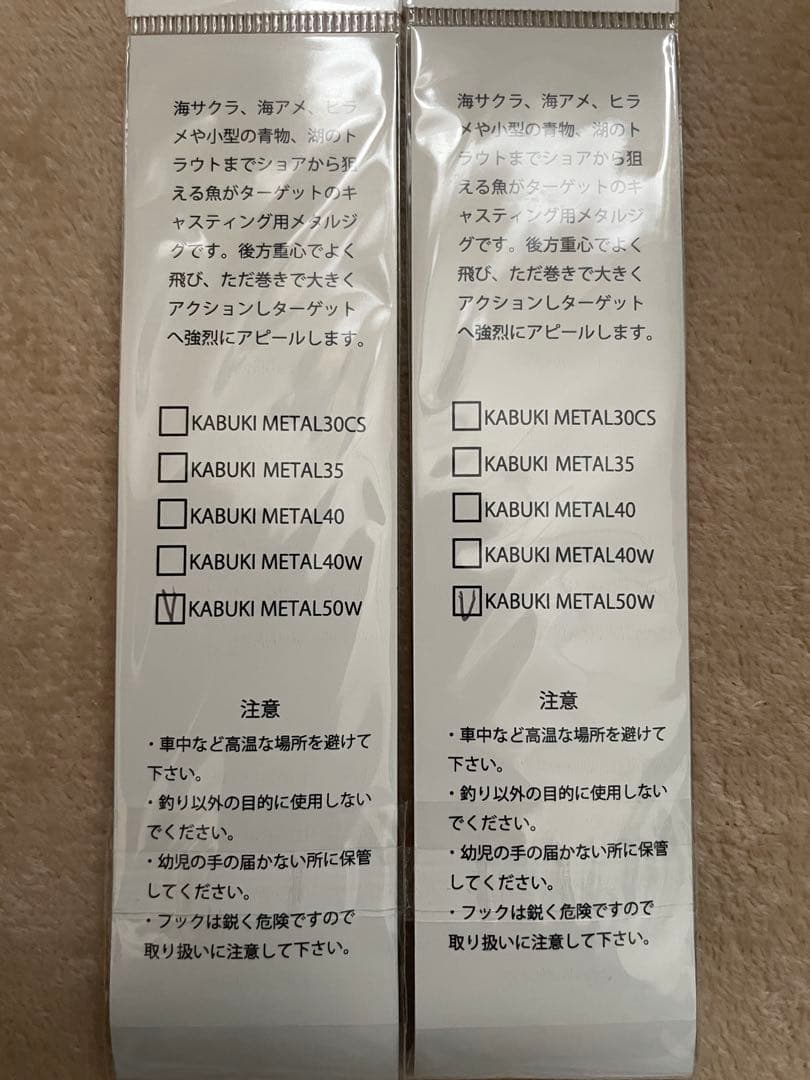 海サクラ、海アメ、ヒラ
メや小型の青物、湖のト
ラウトまでショアから狙
える魚がターゲットのキ
ャスティング用メタルジ
グです。後方重心でよく
飛び、ただ巻きで大きく
アクションしターゲット
へ強烈にアピールします。
KABUKI METAL30CS
KABUKI METAL35
KABUKI METAL40
KABUKI METAL40W
KABUKI METAL50W
注意
・車中など高温な場所を避けて
下さい。
・釣り以外の目的に使用しない
でください。
・幼児の手の届かない所に保管
してください。
・フックは鋭く危険ですので
取り扱いに注意して下さい。
海サクラ、海アメ、ヒラ
メや小型の青物、湖のト
ラウトまでショアから狙
える魚がターゲットのキ
ャスティング用メタルジ
グです。後方重心でよく
飛び、ただ巻きで大きく
アクションしターゲット
へ強烈にアピールします。
KABUKI METAL30CS
KABUKI METAL35
KABUKI METAL40
KABUKI METAL40W
KABUKI METAL50W
注意
・車中など高温な場所を避けて
下さい。
・釣り以外の目的に使用しない
でください。
・幼児の手の届かない所に保管
してください。
・フックは鋭く危険ですので
取り扱いに注意して下さい。